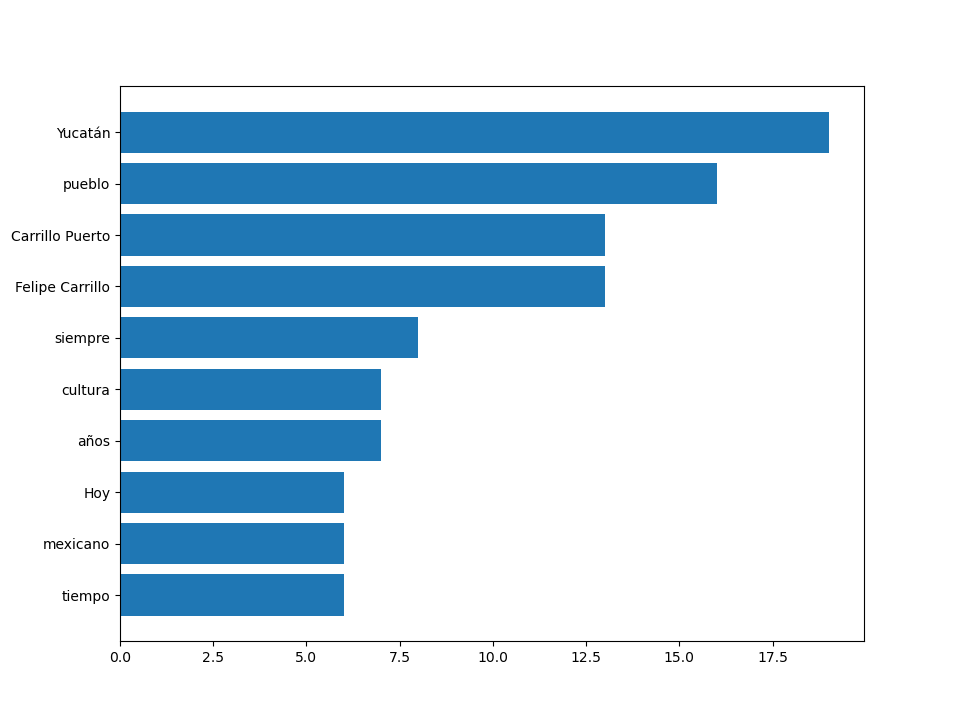 Yucatán
pueblo
Carrillo Puerto
Felipe Carrillo
siempre
cultura
años
Hoy
mexicano
tiempo
0.0 2.5 5.0 7.5 10.0 12.5 15.0 17.5